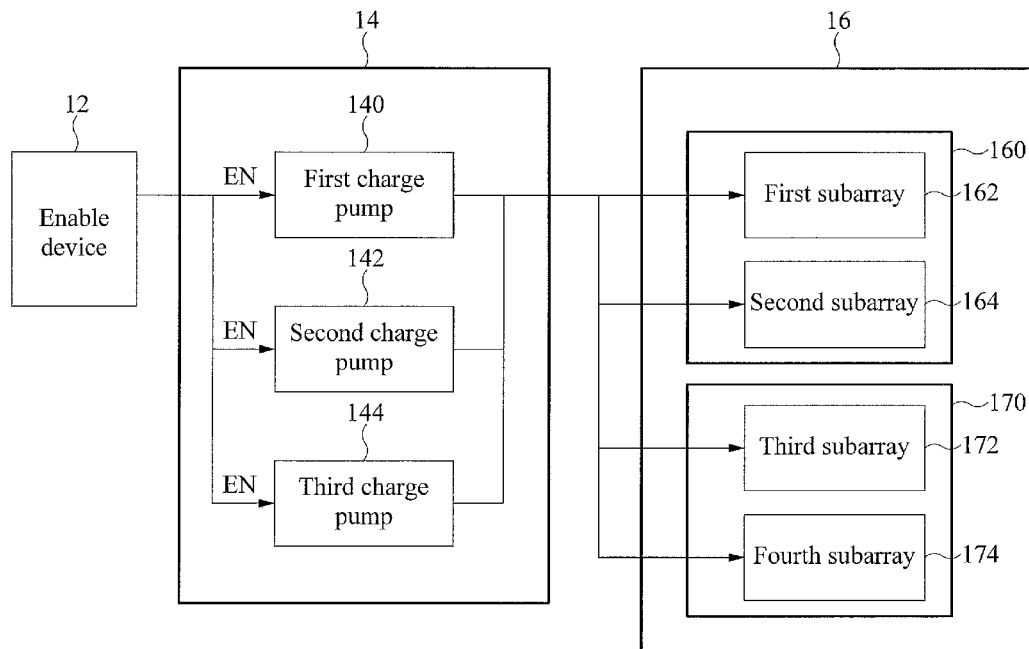 14
16
12
140
160
EN
First charge
pump
First subarray
162
Enable
device
142
Second subarray
164
EN
Second charge
pump
170
144
Third subarray
172
EN
Third charge
pump
Fourth subarray
174